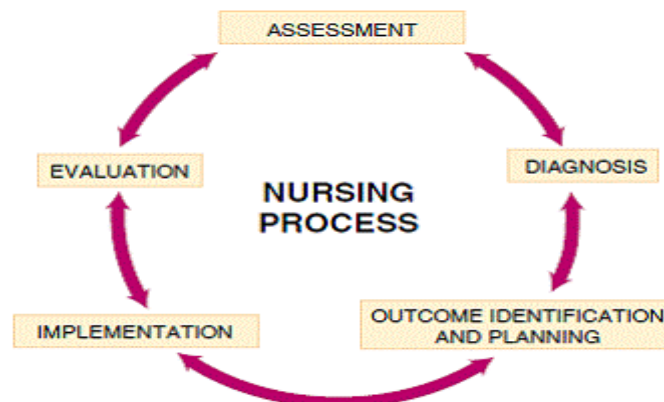 ASSESSMENT
EVALUATION
DIAGNOSIS
NURSING
PROCESS
IMPLEMENTATION
OUTCOME IDENTIFICATION
AND PLANNING